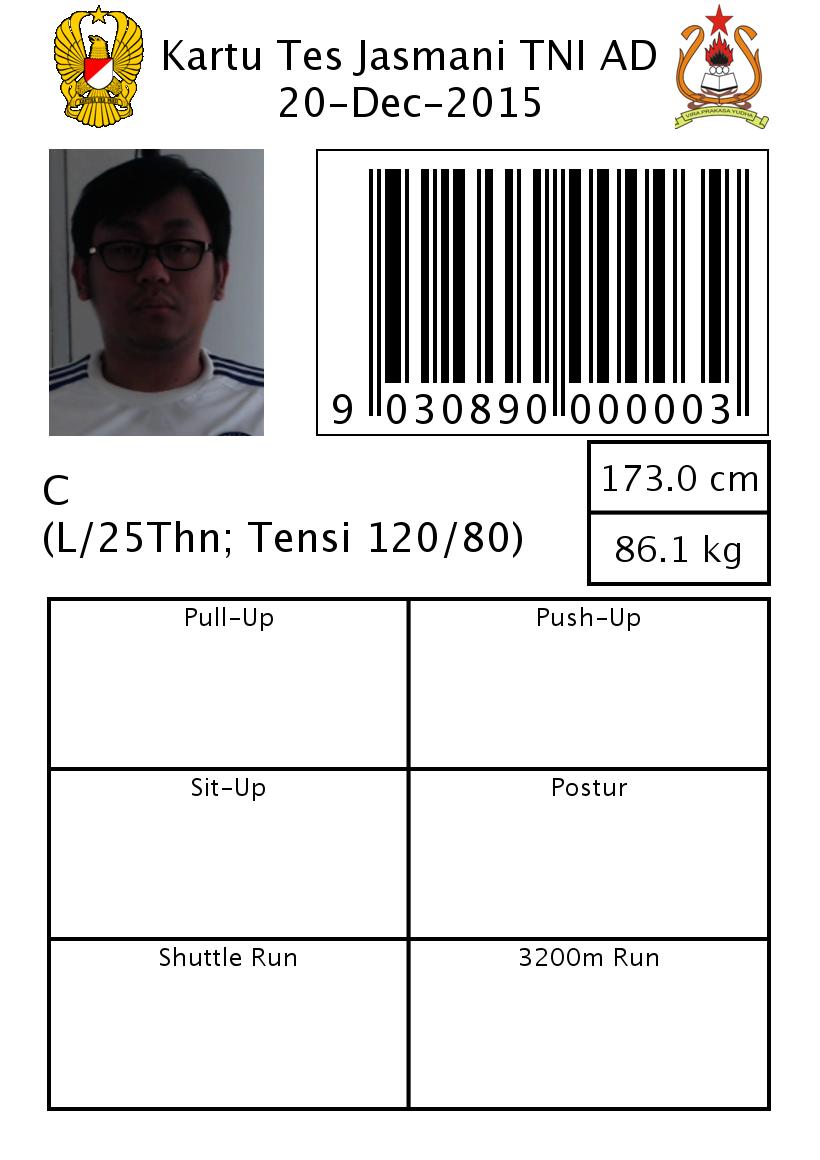 Kartu Tes Jasmani TNI AD
20-Dec-2015
VIRA PRAKASA YUDHA
9 030890 000003
173.0 cm
C
(L/25Thn; Tensi 120/80)
86.1 kg
Pull-Up
Push-Up
Sit-Up
Postur
Shuttle Run
3200m Run